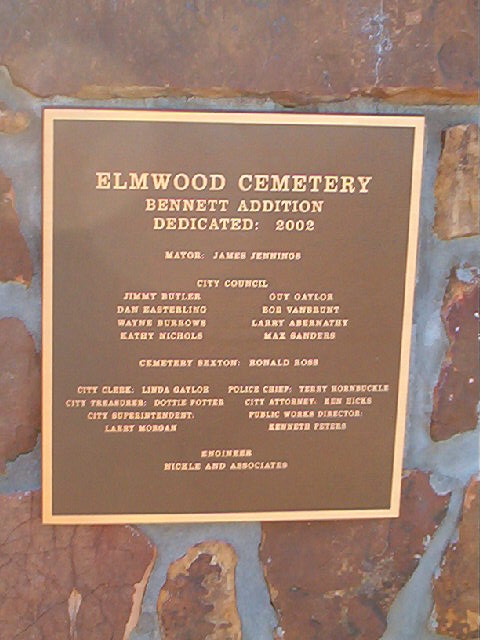 ELMWOOD CEMETERY
BENNETT ADDITION
DEDICATED: 2002
MAYOR: JAMES JENNINGS
CITY COUNCIL
JIMMY BUTLER GUY GAYLOR
DAN EASTERLING BOB VANBRUNT
WAYNE BURROWS LARRY ABERNATHY
KATHY NICHOLS MAX SANDERS
CEMETERY SEXTON: RONALD ROSS
CITY CLERK: LINDA GAYLOR POLICE CHIEF: TERRY HORNBUCKLE
CITY TREASURER: DOTTIE POTTER CITY ATTORNEY: KEN HICKS
CITY SUPERINTENDENT: PUBLIC WORKS DIRECTOR:
LARRY MORGAN KENNETH PETERS
ENGINEER
NICKLE AND ASSOCIATES